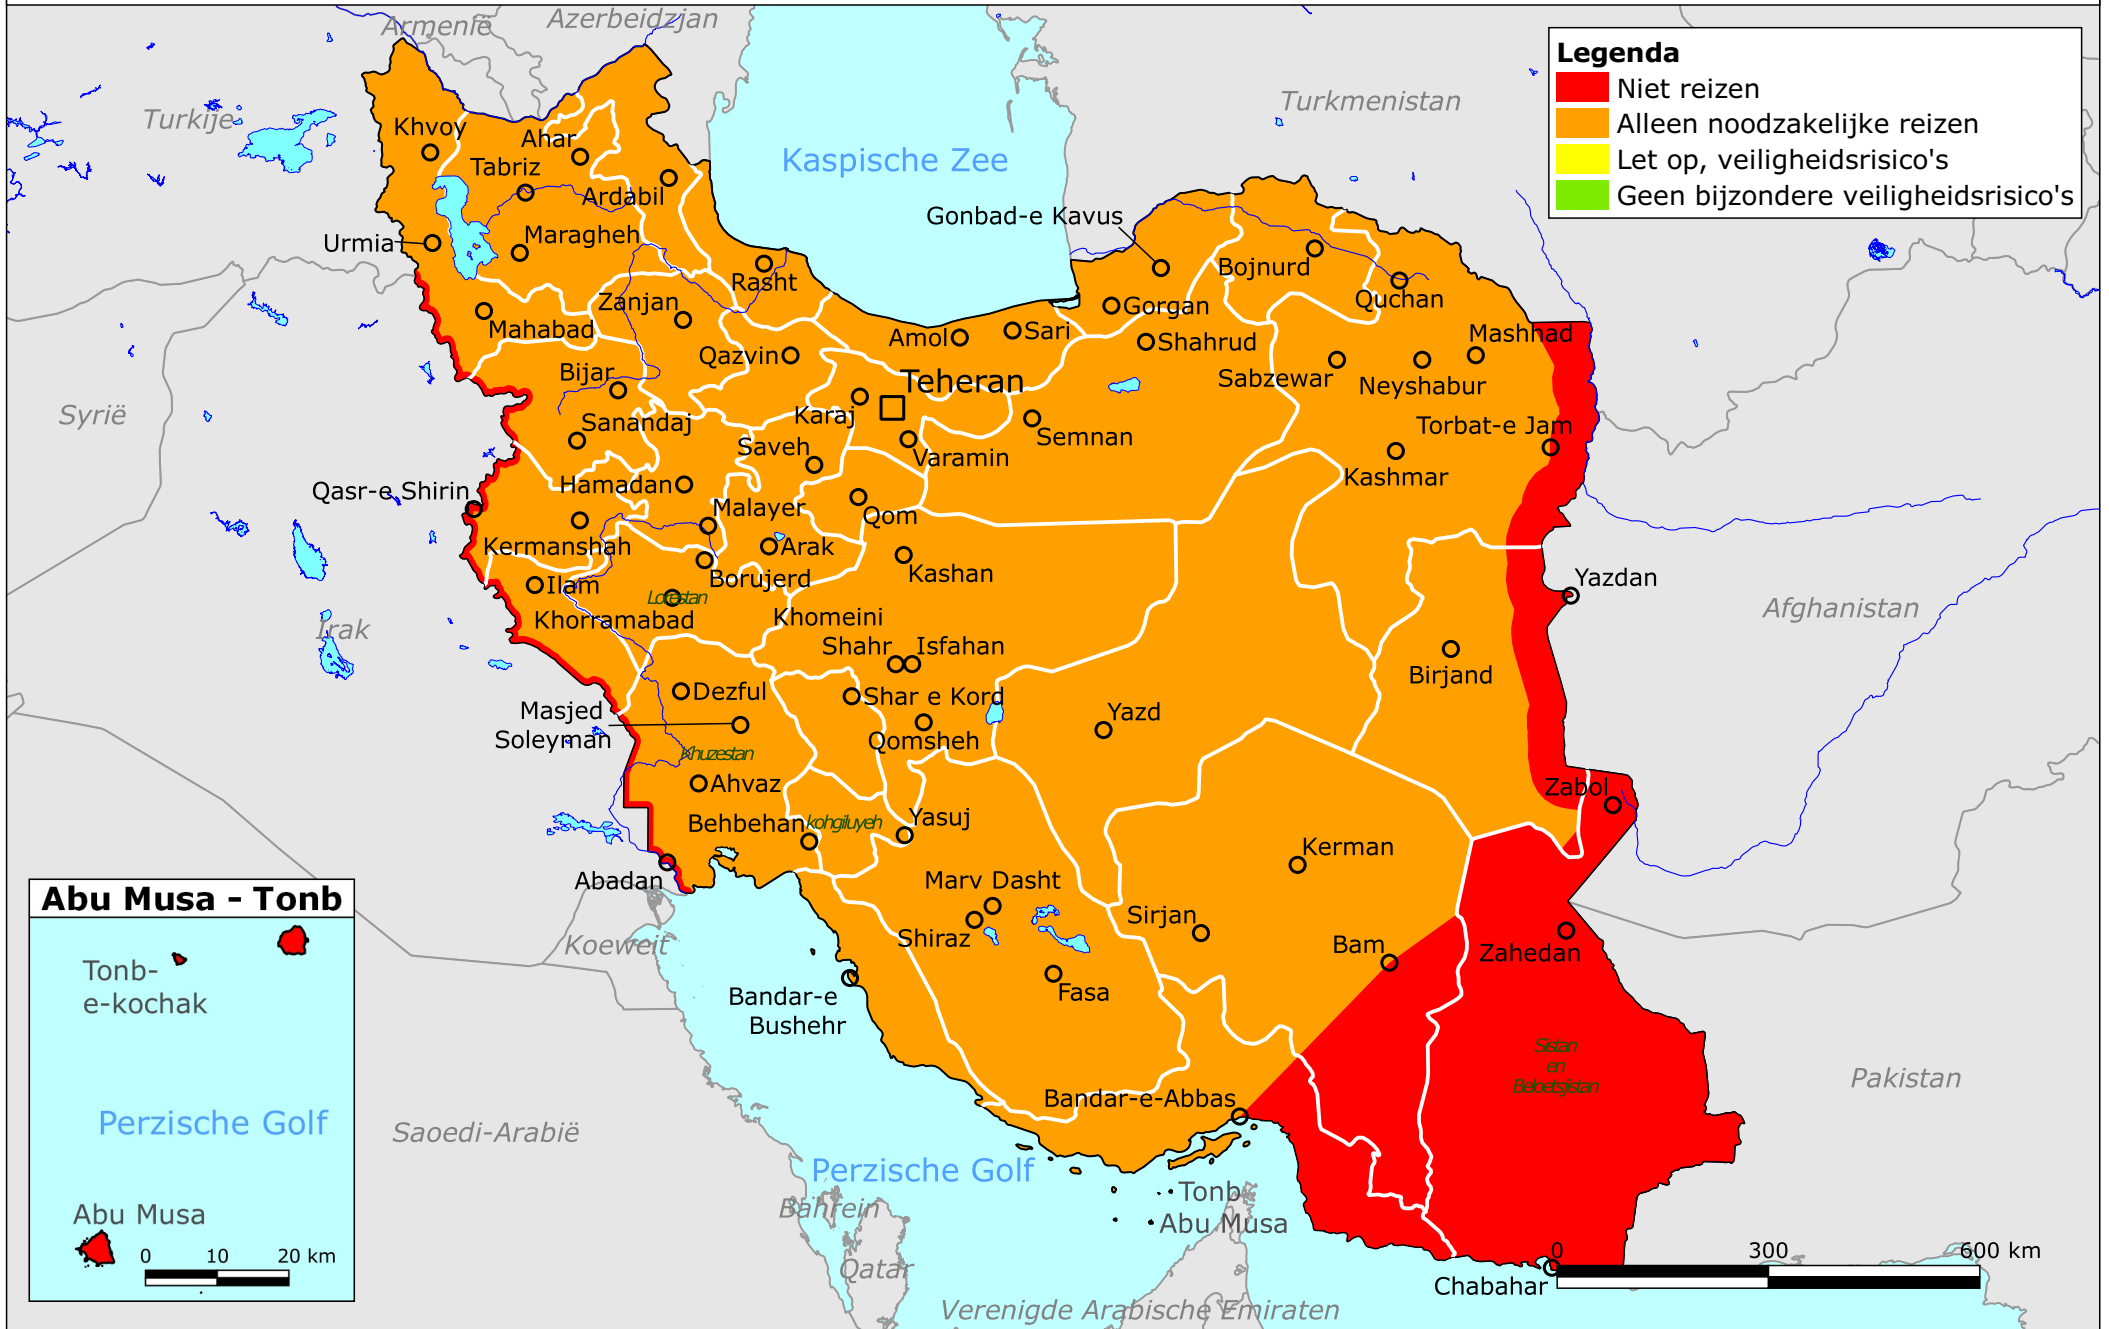 Armenië
Azerbeidzjan
Turkije
Turkmenistan
Legenda
Niet reizen
Alleen noodzakelijke reizen
Let op, veiligheidsrisico's
Geen bijzondere veiligheidsrisico's
Kaspische Zee
Khvoy
Ahar
Tabriz
Ardabil
Urmia
Maragheh
Rasht
Gonbad-e Kavus
Bojnurd
Quchan
Zanjan
Mahabad
Gorgan
Amol
Sari
Shahrud
Mashhad
Qazvin
Bijar
Teheran
Sabzewar
Neyshabur
Syrië
Karaj
Sanandaj
Saveh
Varamin
Semnan
Torbat-e Jam
Kashmar
Qasr-e Shirin
Hamadan
Malayer
Qom
Kermanshah
Arak
Ilam
Borujerd
Kashan
Yazdan
Lorestan
Khorramabad
Khomeini
Shahr
Isfahan
Irak
Afghanistan
Birjand
Dezful
Shar e Kord
Masjed
Soleyman
Qomsheh
Yazd
Khuzestan
Ahvaz
Zabol
Behbehan
kohgiluyeh
Yasuj
Kerman
Abadan
Marv Dasht
Shiraz
Sirjan
Bam
Zahedan
Koeweit
Bandar-e
Bushehr
Fasa
Sistan
en
Beloetsjistan
Pakistan
Bandar-e-Abbas
Saoedi-Arabië
Perzische Golf
Tonb
Abu Musa
Bahrein
Qatar
Verenigde Arabische Emiraten
Chabahar
0 300 600 km
Abu Musa - Tonb
Tonb-
e-kochak
Perzische Golf
Abu Musa
0 10 20 km